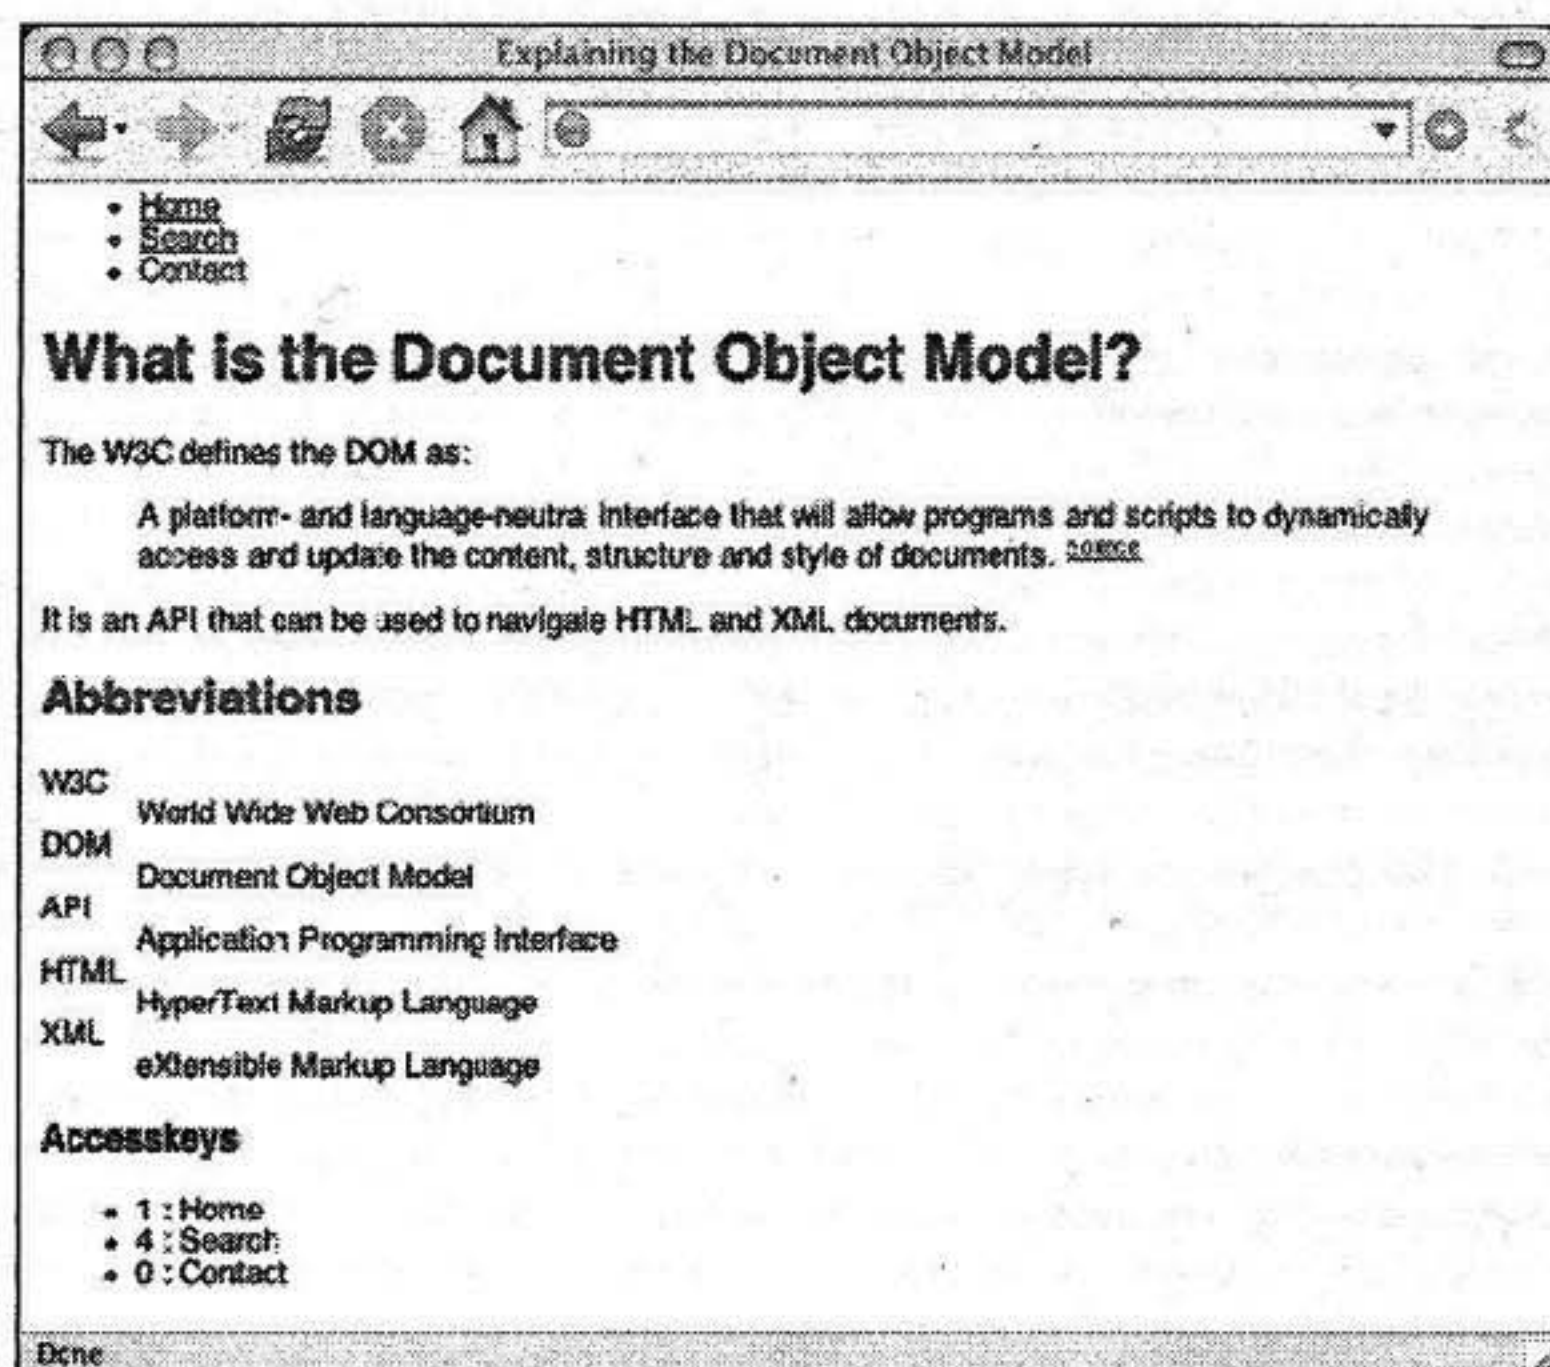 Explaining the Document Object Model
Home
Search
Contact
What is the Document Object Model?
The W3C defines the DOM as:
A platform- and language-neutral interface that will allow programs and scripts to dynamically
access and update the content, structure and style of documents. source
It is an API that can be used to navigate HTML and XML documents.
Abbreviations
W3C
World Wide Web Consortium
DOM
Document Object Model
API
Application Programming Interface
HTML
HyperText Markup Language
XML
eXtensible Markup Language
Accesskeys
1 : Home
4 : Search
0 : Contact
Done